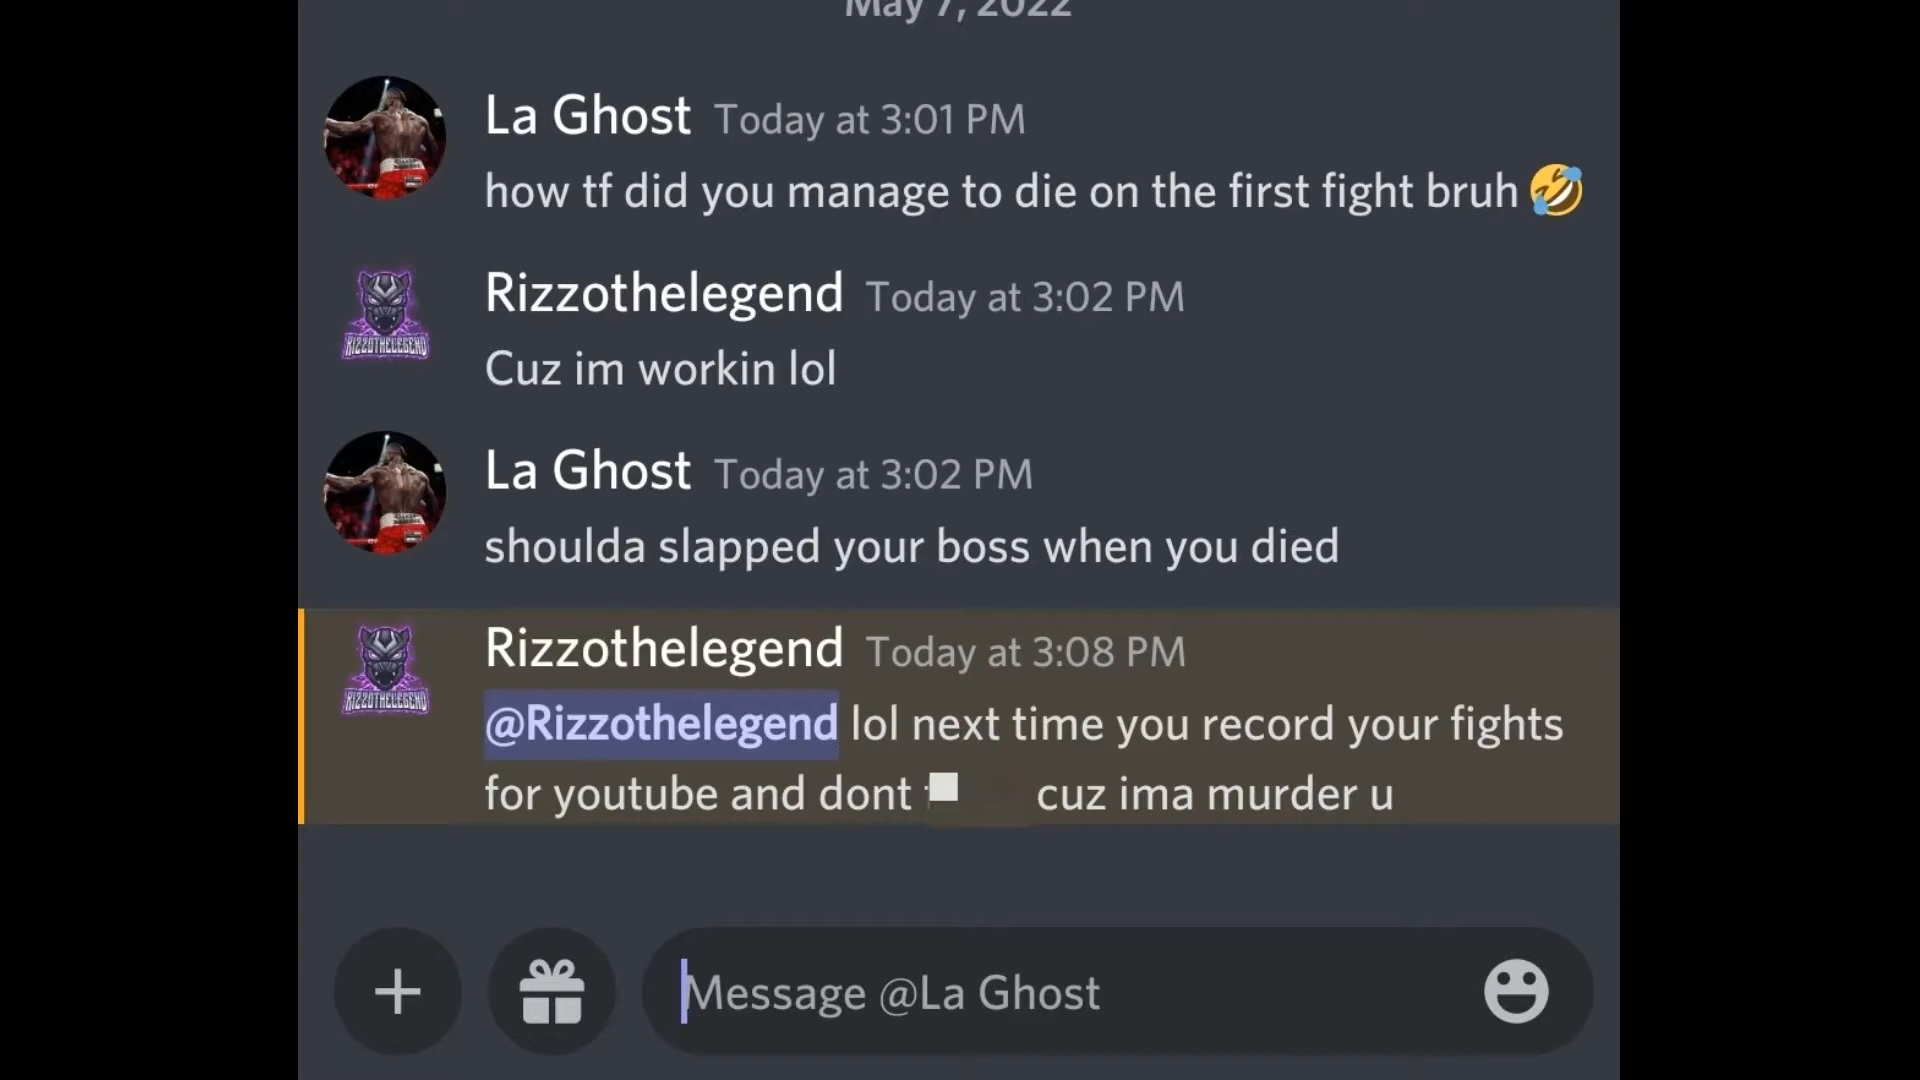 May 7, 2022
La Ghost Today at 3:01 PM
how tf did you manage to die on the first fight bruh 🤣
RIZZOTHELEGEND
Rizzothelegend Today at 3:02 PM
Cuz im workin lol
La Ghost Today at 3:02 PM
shoulda slapped your boss when you died
RIZZOTHELEGEND
Rizzothelegend Today at 3:08 PM
@Rizzothelegend lol next time you record your fights
for youtube and dont cuz ima murder u
Message @La Ghost